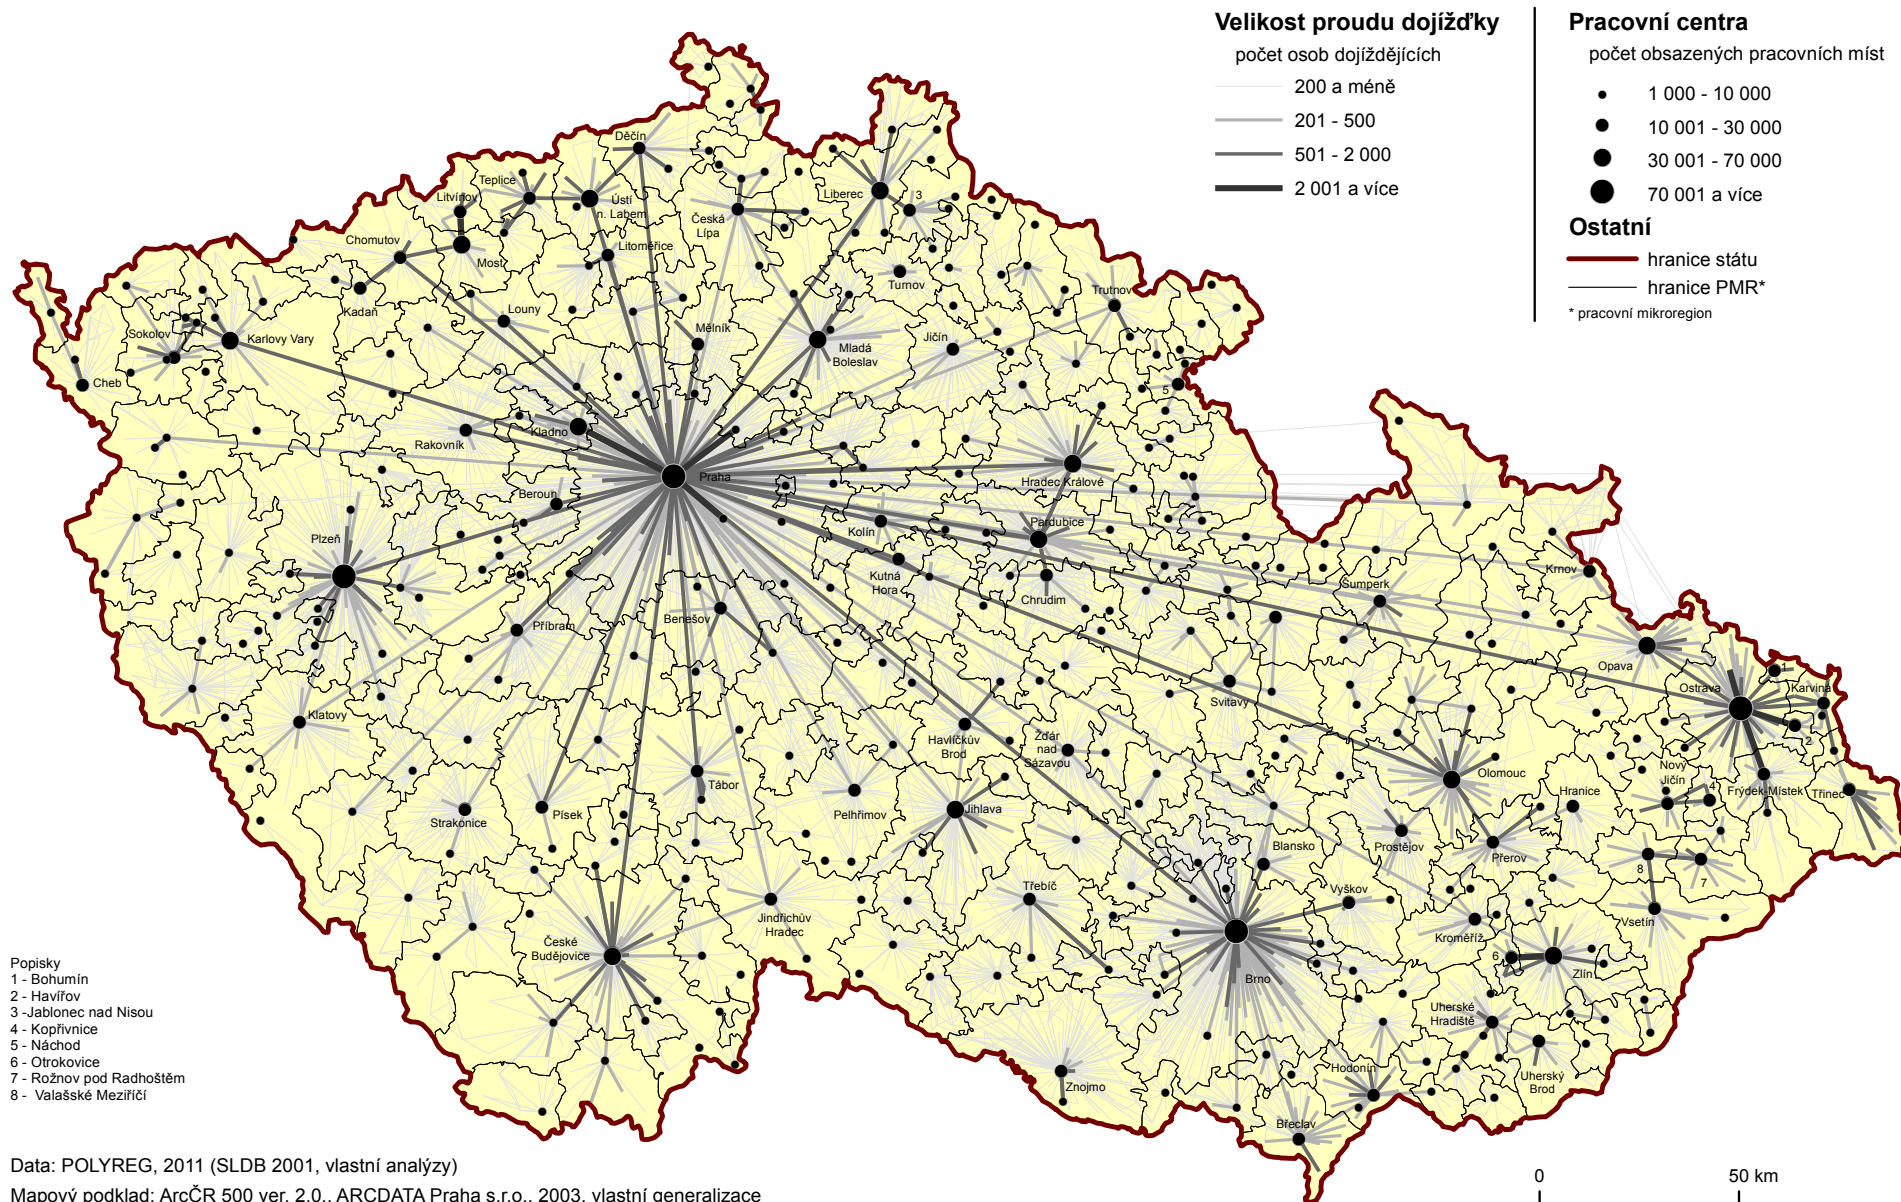 Velikost proudu dojížďky
počet osob dojíždějících
200 a méně
201 - 500
501 - 2 000
2 001 a více
Pracovní centra
počet obsazených pracovních míst
1 000 - 10 000
10 001 - 30 000
30 001 - 70 000
70 001 a více
Ostatní
hranice státu
hranice PMR*
* pracovní mikroregion
Děčín
Teplice
Litvínov
Ústí
n. Labem
Česká
Lípa
Liberec
3
Chomutov
Most
Litoměřice
Turnov
Trutnov
Kadaň
Louny
Sokolov
Karlovy Vary
Mělník
Mladá
Boleslav
Jičín
Cheb
5
Rakovník
Kladno
Praha
Hradec Králové
Beroun
Plzeň
Kolín
Pardubice
Kutná
Hora
Chrudim
Šumperk
Krnov
Příbram
Benešov
Opava
Ostrava
1
Karviná
2
Svitavy
Klatovy
Havlíčkův
Brod
Žďár
nad
Sázavou
Olomouc
Nový
Jičín
4
Frýdek-Místek
Třinec
Hranice
Tábor
Strakonice
Písek
Pelhřimov
Jihlava
Blansko
Prostějov
Přerov
8
7
Třebíč
Vyškov
Jindřichův
Hradec
Kroměříž
Vsetín
České
Budějovice
6
Zlín
Brno
Uherské
Hradiště
Uherský
Brod
Hodonín
Znojmo
Břeclav
Popisky
1 - Bohumín
2 - Havířov
3 -Jablonec nad Nisou
4 - Kopřivnice
5 - Náchod
6 - Otrokovice
7 - Rožnov pod Radhoštěm
8 - Valašské Meziříčí
Data: POLYREG, 2011 (SLDB 2001, vlastní analýzy)
Mapový podklad: ArcČR 500 ver. 2.0., ARCDATA Praha s.r.o., 2003, vlastní generalizace
0 50 km